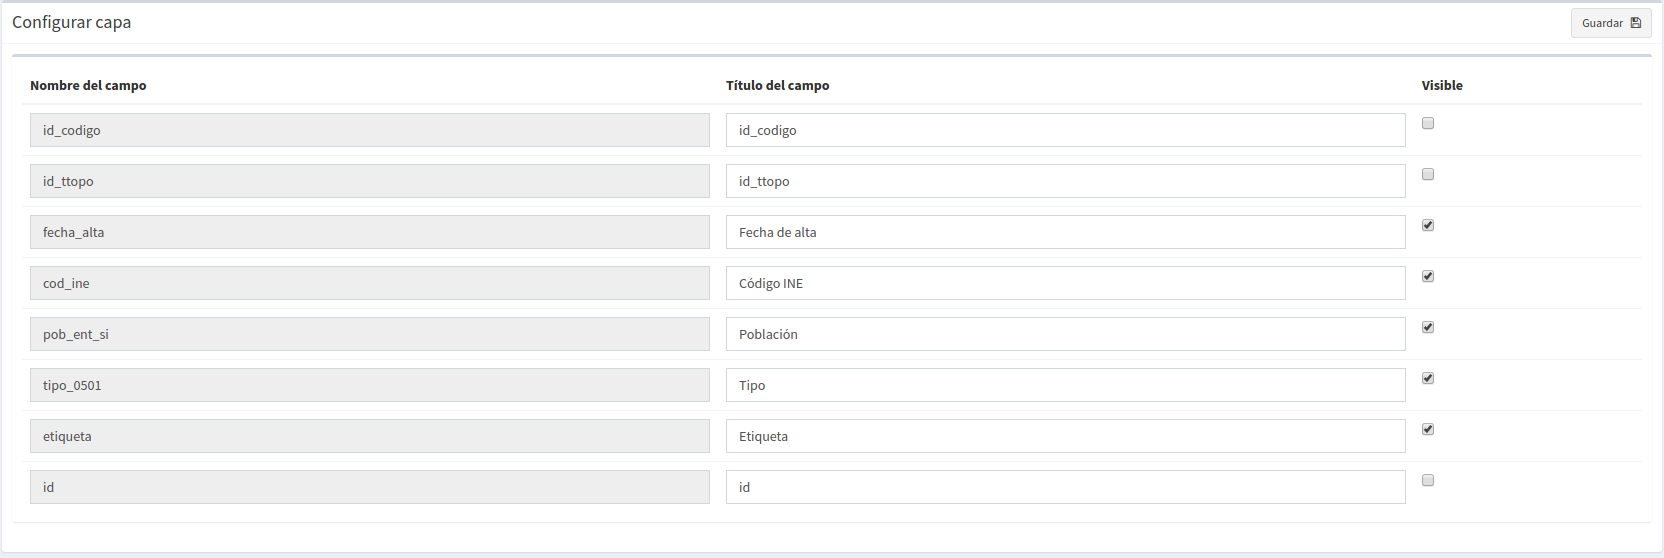 Configurar capa
Guardar
Nombre del campo Título del campo Visible
id_codigo id_codigo
id_ttopo id_ttopo
fecha_alta Fecha de alta
cod_ine Código INE
pob_ent_si Población
tipo_0501 Tipo
etiqueta Etiqueta
id id